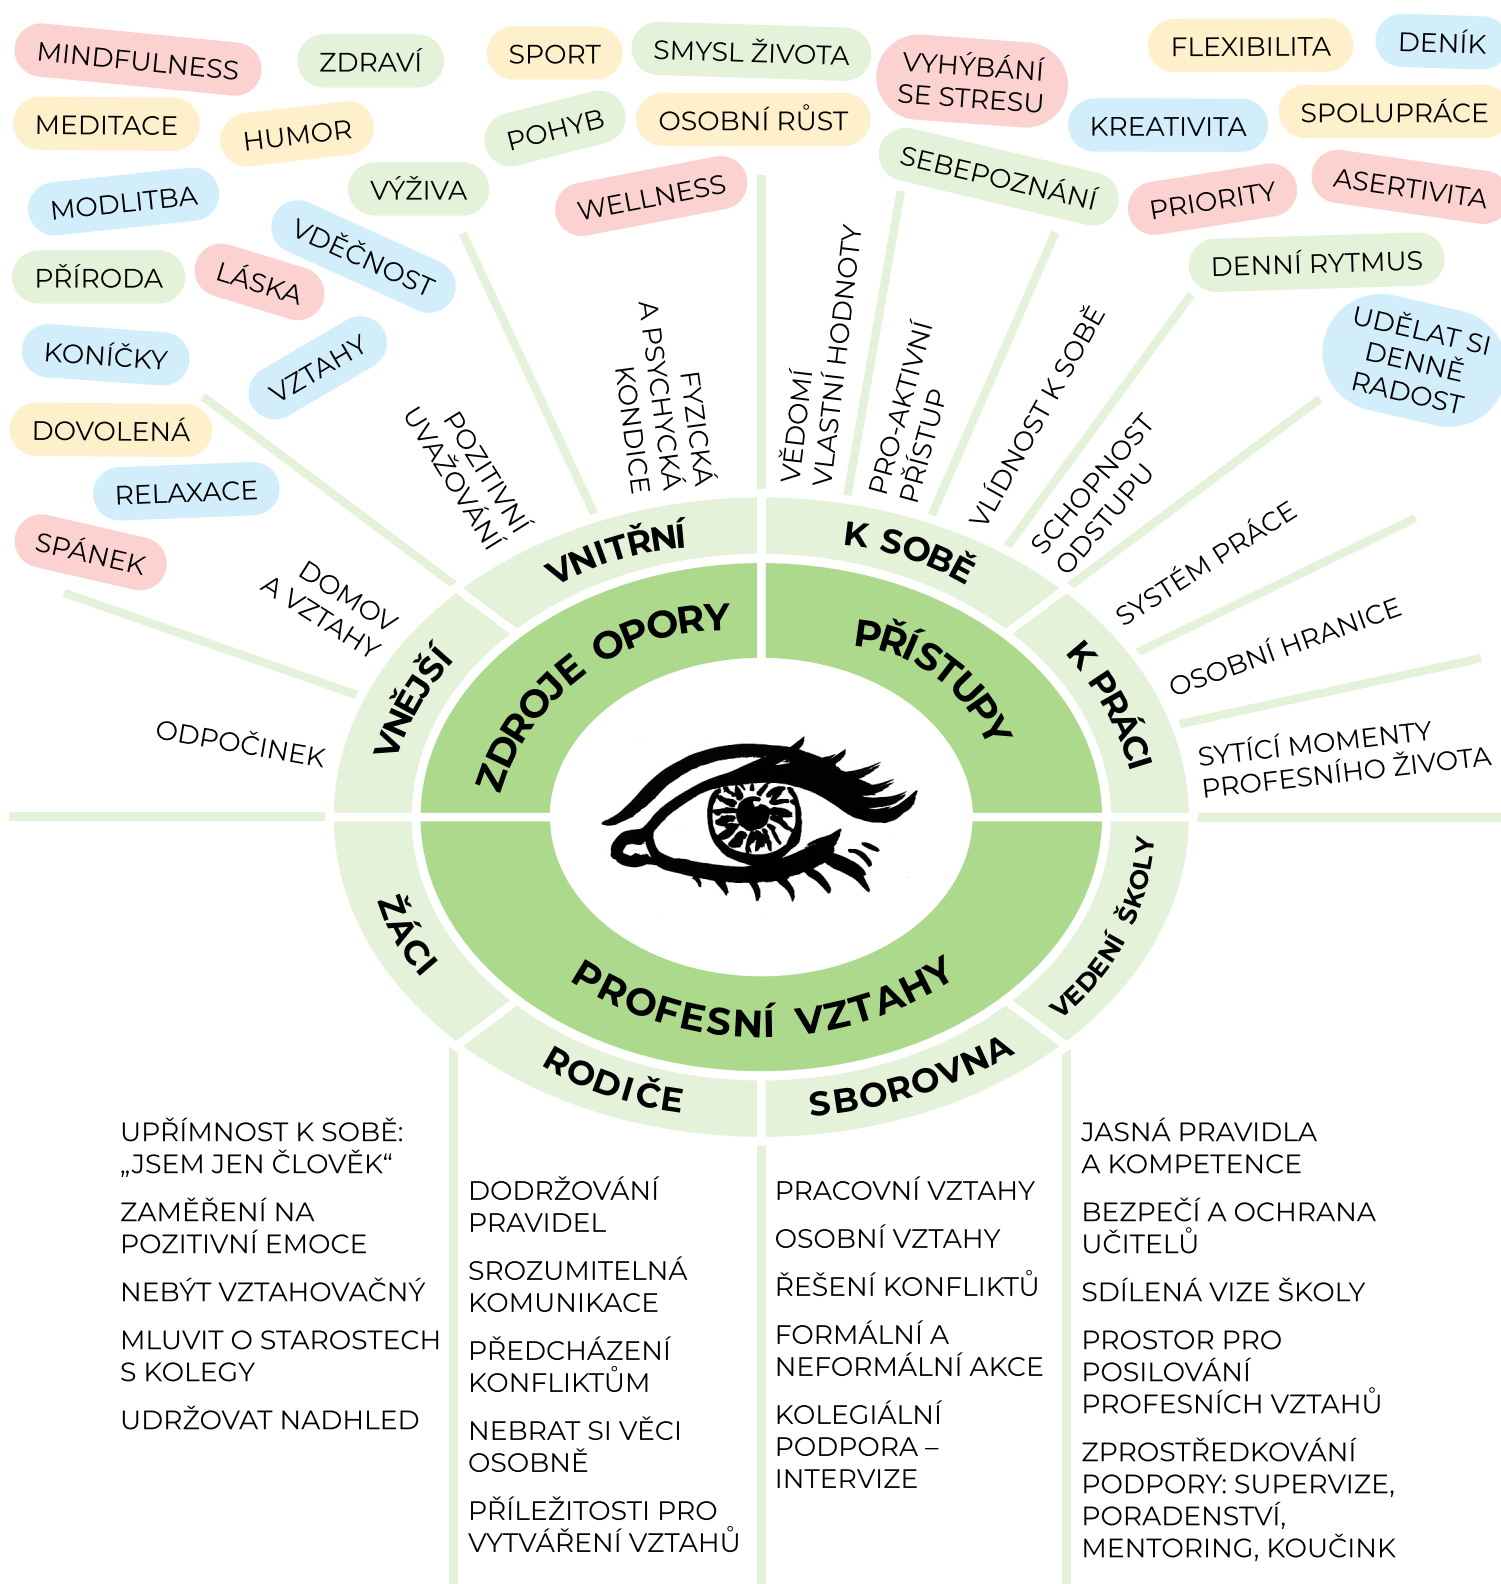 MINDFULNESS
ZDRAVÍ
SPORT
SMYSL ŽIVOTA
VYHÝBÁNÍ
SE STRESU
FLEXIBILITA
DENÍK
MEDITACE
HUMOR
POHYB
OSOBNÍ RŮST
KREATIVITA
SPOLUPRÁCE
MODLITBA
VÝŽIVA
WELLNESS
SEBEPOZNÁNÍ
PRIORITY
ASERTIVITA
VDĚČNOST
PŘÍRODA
LÁSKA
DENNÍ RYTMUS
KONÍČKY
VZTAHY
UDĚLAT SI
DENNĚ
RADOST
DOVOLENÁ
RELAXACE
SPÁNEK
ODPOČINEK
DOMOV
A VZTAHY
POZITIVNÍ
UVAŽOVÁNÍ
FYZICKÁ
A PSYCHICKÁ
KONDICE
VĚDOMÍ
VLASTNÍ HODNOTY
PRO-AKTIVNÍ
PŘÍSTUP
VLÍDNOST K SOBĚ
SCHOPNOST
ODSTUPU
SYSTÉM PRÁCE
OSOBNÍ HRANICE
SYTÍCÍ MOMENTY
PROFESNÍHO ŽIVOTA
VNĚJŠÍ
VNITŘNÍ
K SOBĚ
K PRÁCI
ZDROJE OPORY
PŘÍSTUPY
PROFESNÍ VZTAHY
ŽÁCI
RODIČE
SBOROVNA
VEDENÍ ŠKOLY
UPŘÍMNOST K SOBĚ:
„JSEM JEN ČLOVĚK“
ZAMĚŘENÍ NA
POZITIVNÍ EMOCE
NEBÝT VZTAHOVAČNÝ
MLUVIT O STAROSTECH
S KOLEGY
UDRŽOVAT NADHLED
DODRŽOVÁNÍ
PRAVIDEL
SROZUMITELNÁ
KOMUNIKACE
PŘEDCHÁZENÍ
KONFLIKTŮM
NEBRAT SI VĚCI
OSOBNĚ
PŘÍLEŽITOSTI PRO
VYTVÁŘENÍ VZTAHŮ
PRACOVNÍ VZTAHY
OSOBNÍ VZTAHY
ŘEŠENÍ KONFLIKTŮ
FORMÁLNÍ A
NEFORMÁLNÍ AKCE
KOLEGIÁLNÍ
PODPORA –
INTERVIZE
JASNÁ PRAVIDLA
A KOMPETENCE
BEZPEČÍ A OCHRANA
UČITELŮ
SDÍLENÁ VIZE ŠKOLY
PROSTOR PRO
POSILOVÁNÍ
PROFESNÍCH VZTAHŮ
ZPROSTŘEDKOVÁNÍ
PODPORY: SUPERVIZE,
PORADENSTVÍ,
MENTORING, KOUČINK